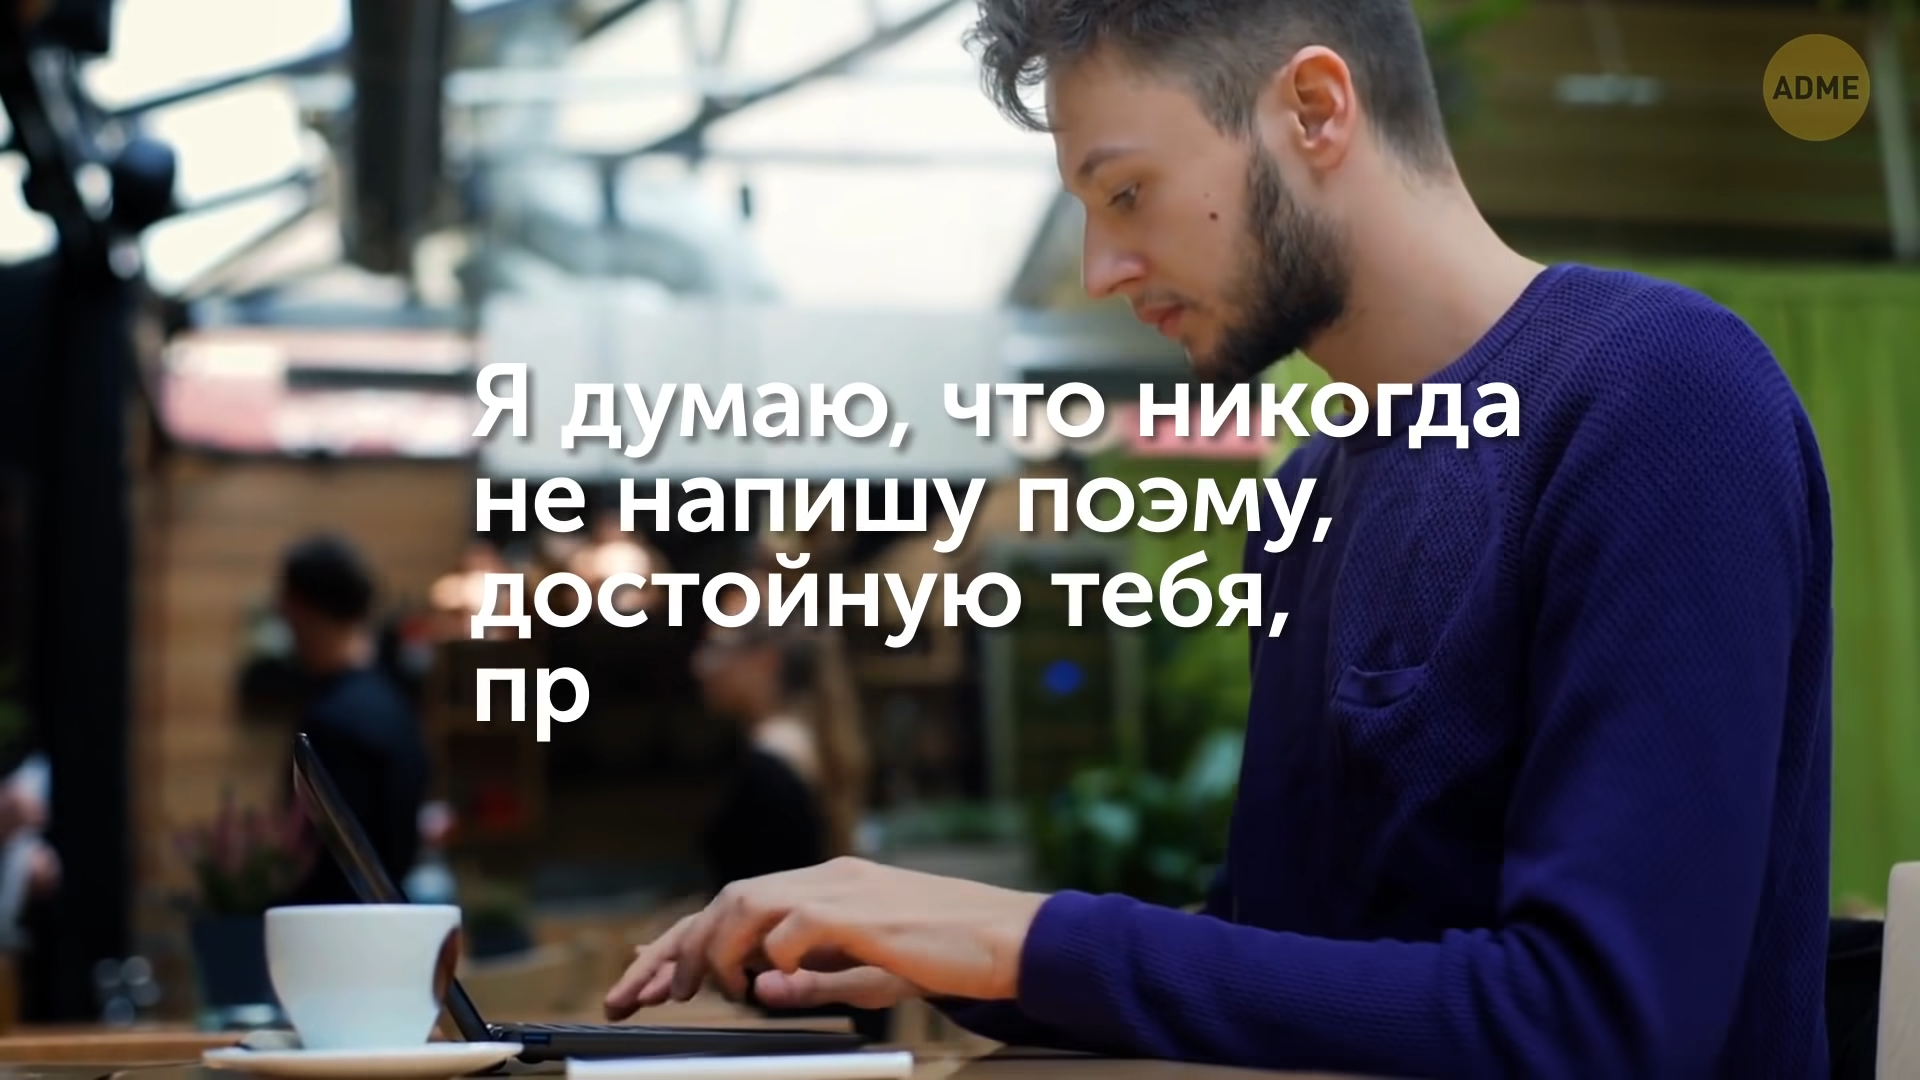 ADME
Я думаю, что никогда
не напишу поэму,
достойную тебя,
пр